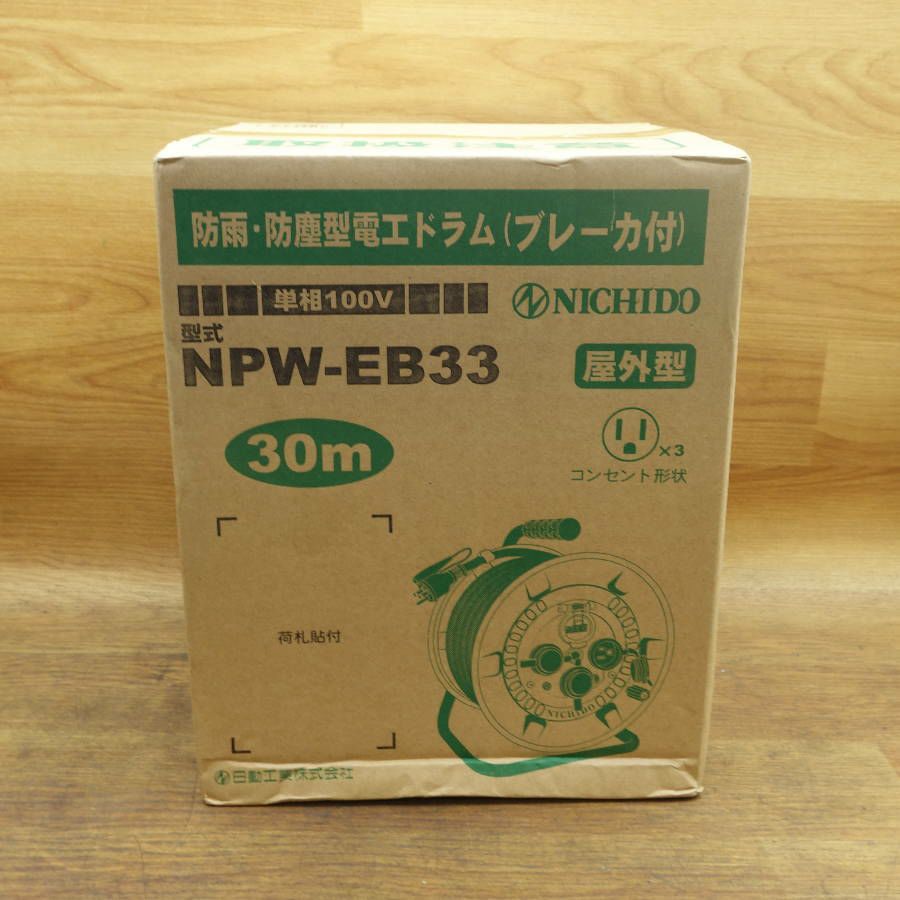 防雨・防塵型電工ドラム(ブレーカ付)
単相100V
NICHIDO
型式
NPW-EB33
屋外型
30m
×3
コンセント形状
荷札貼付
NICHIDO
日動工業株式会社